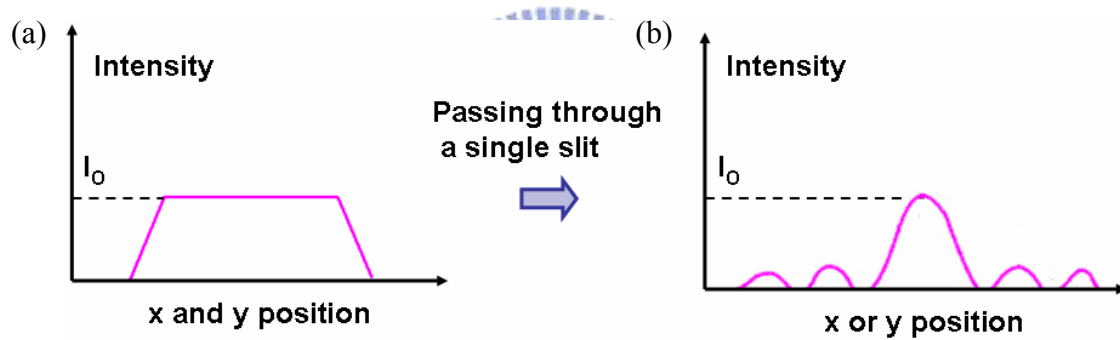 (a)
Intensity
I₀
x and y position
Passing through
a single slit
(b)
Intensity
I₀
x or y position